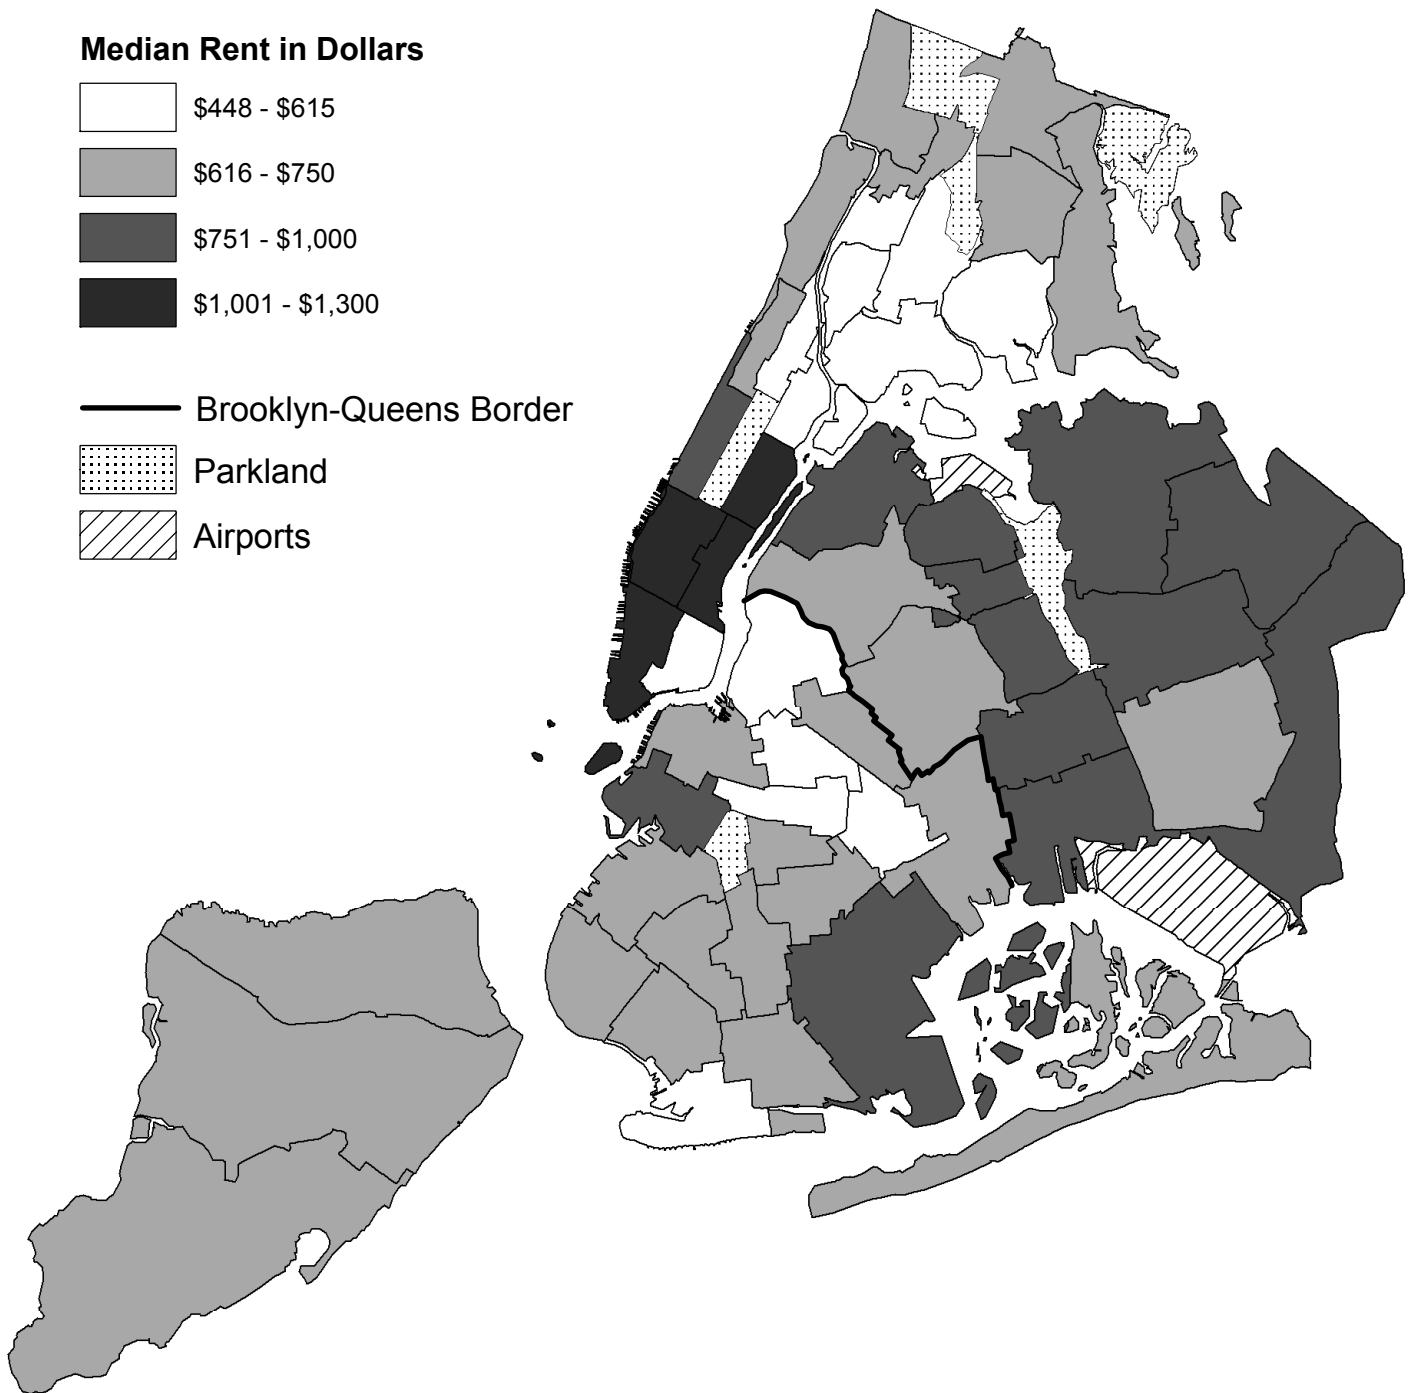 Median Rent in Dollars
$448 - $615
$616 - $750
$751 - $1,000
$1,001 - $1,300
Brooklyn-Queens Border
Parkland
Airports